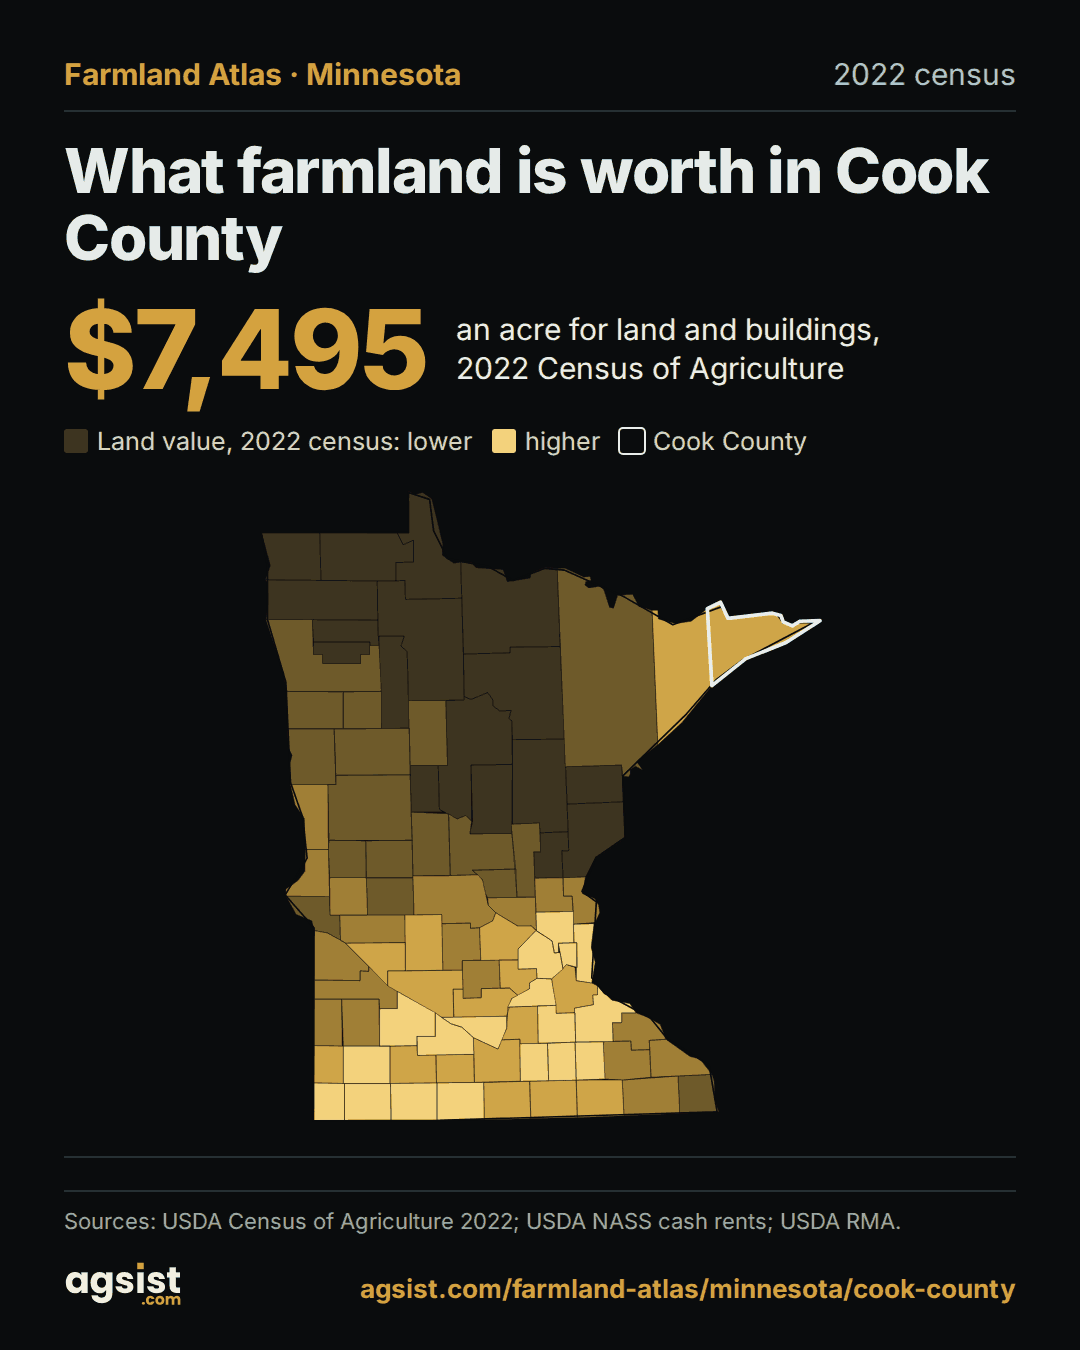 Farmland Atlas · Minnesota
2022 census
What farmland is worth in Cook
County
$7,495
an acre for land and buildings,
2022 Census of Agriculture
Land value, 2022 census: lower
higher
Cook County
Sources: USDA Census of Agriculture 2022; USDA NASS cash rents; USDA RMA.
agsist
.com
agsist.com/farmland-atlas/minnesota/cook-county